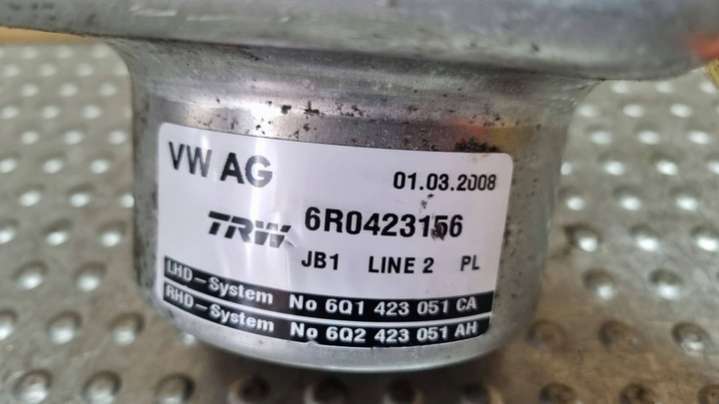 VW AG
01.03.2008
TRW 6R0423156
JB1 LINE 2 PL
LHD-System No 6Q1 423 051 CA
RHD-System No 6Q2 423 051 AH